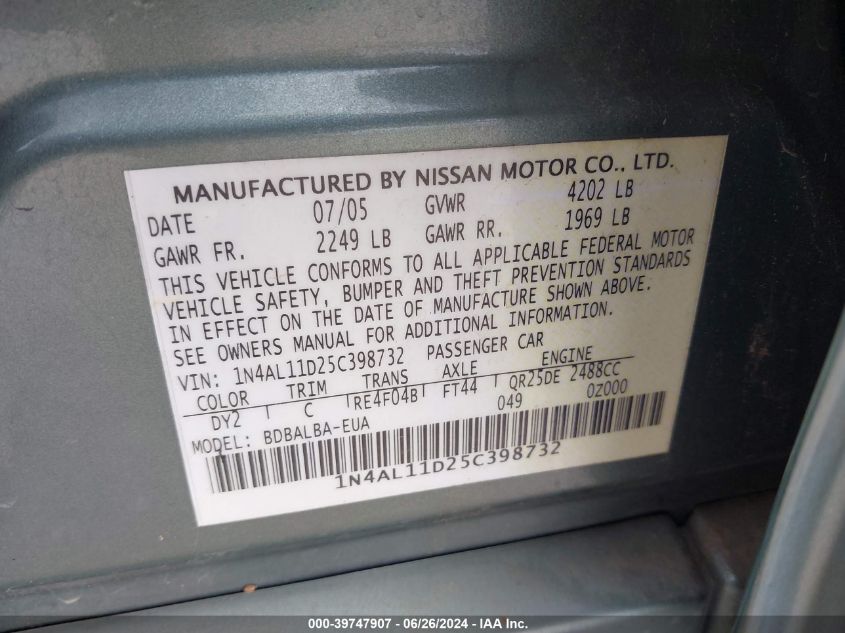 MANUFACTURED BY NISSAN MOTOR CO., LTD.
DATE 07/05 GVWR 4202 LB
GAWR FR. 2249 LB GAWR RR. 1969 LB
THIS VEHICLE CONFORMS TO ALL APPLICABLE FEDERAL MOTOR
VEHICLE SAFETY, BUMPER AND THEFT PREVENTION STANDARDS
IN EFFECT ON THE DATE OF MANUFACTURE SHOWN ABOVE.
SEE OWNERS MANUAL FOR ADDITIONAL INFORMATION.
VIN: 1N4AL11D25C398732 PASSENGER CAR
COLOR TRIM TRANS AXLE ENGINE
DY2 C RE4F04B FT44 QR25DE 2488CC
MODEL: BDBALBA-EUA 049 0Z000
1N4AL11D25C398732
000-39747907 - 06/26/2024 - IAA Inc.